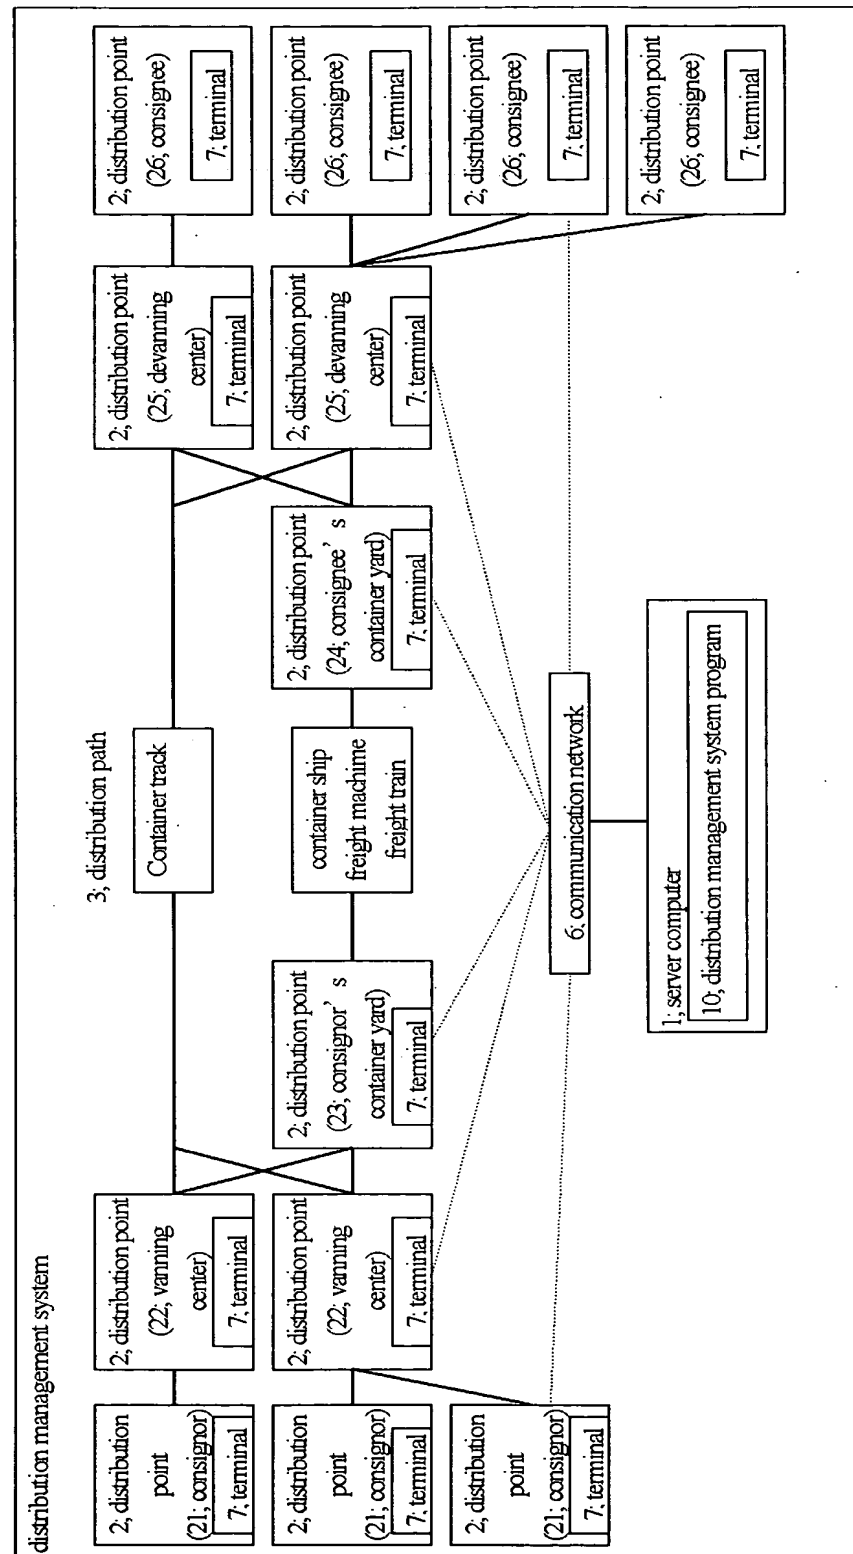 distribution management system
2; distribution
point
(21; consignor)
7; terminal
2; distribution
point
(21; consignor)
7; terminal
2; distribution
point
(21; consignor)
7; terminal
2; distribution point
(22; vanning
center)
7; terminal
2; distribution point
(22; vanning
center)
7; terminal
2; distribution point
(23; consignor' s
container yard)
7; terminal
3; distribution path
Container track
container ship
freight machime
freight train
2; distribution point
(24; consignee' s
container yard)
7; terminal
2; distribution point
(25; devanning
center)
7; terminal
2; distribution point
(25; devanning
center)
7; terminal
2; distribution point
(26; consignee)
7; terminal
2; distribution point
(26; consignee)
7; terminal
2; distribution point
(26; consignee)
7; terminal
2; distribution point
(26; consignee)
7; terminal
6; communication network
1; server computer
10; distribution management system program